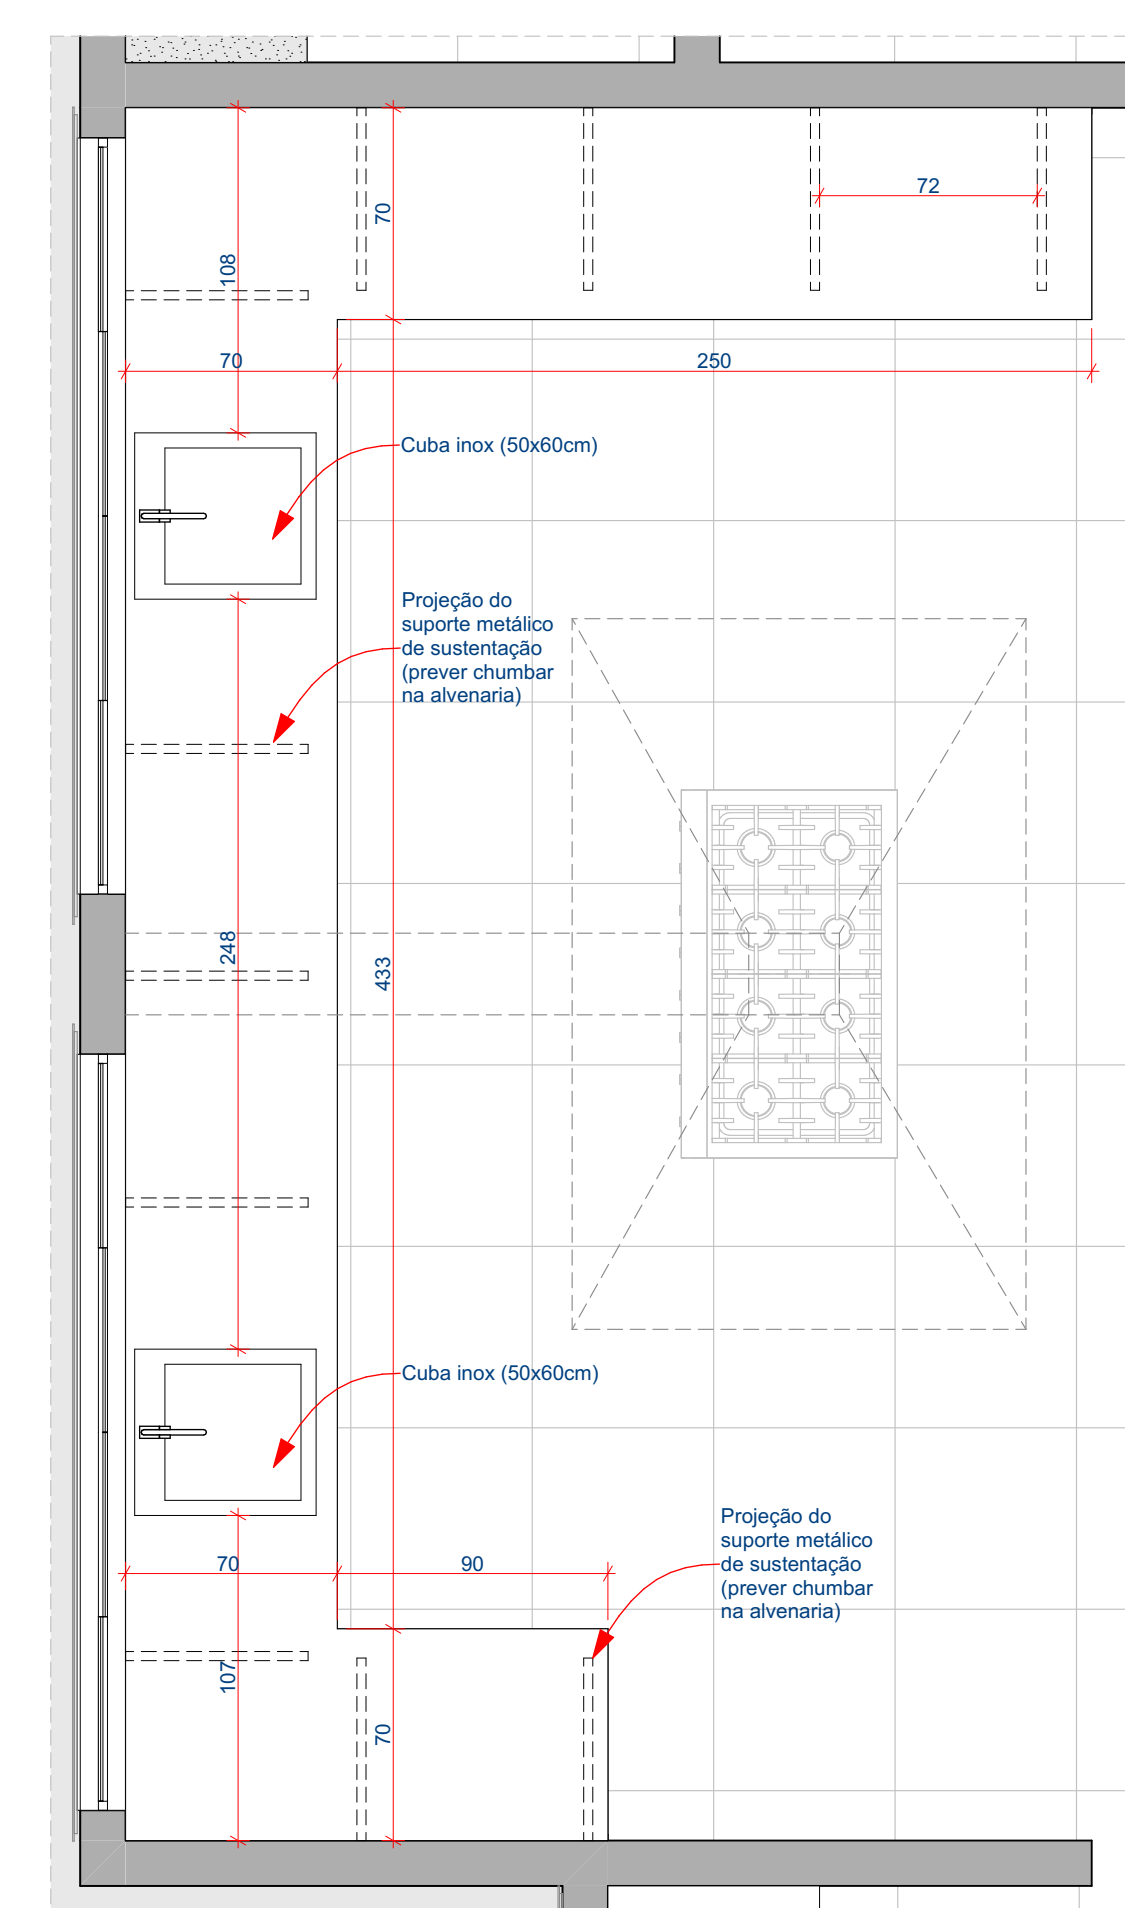 72
70
108
70
250
Cuba inox (50x60cm)
Projeção do
suporte metálico
de sustentação
(prever chumbar
na alvenaria)
248
433
Cuba inox (50x60cm)
Projeção do
suporte metálico
de sustentação
(prever chumbar
na alvenaria)
70
90
107
70